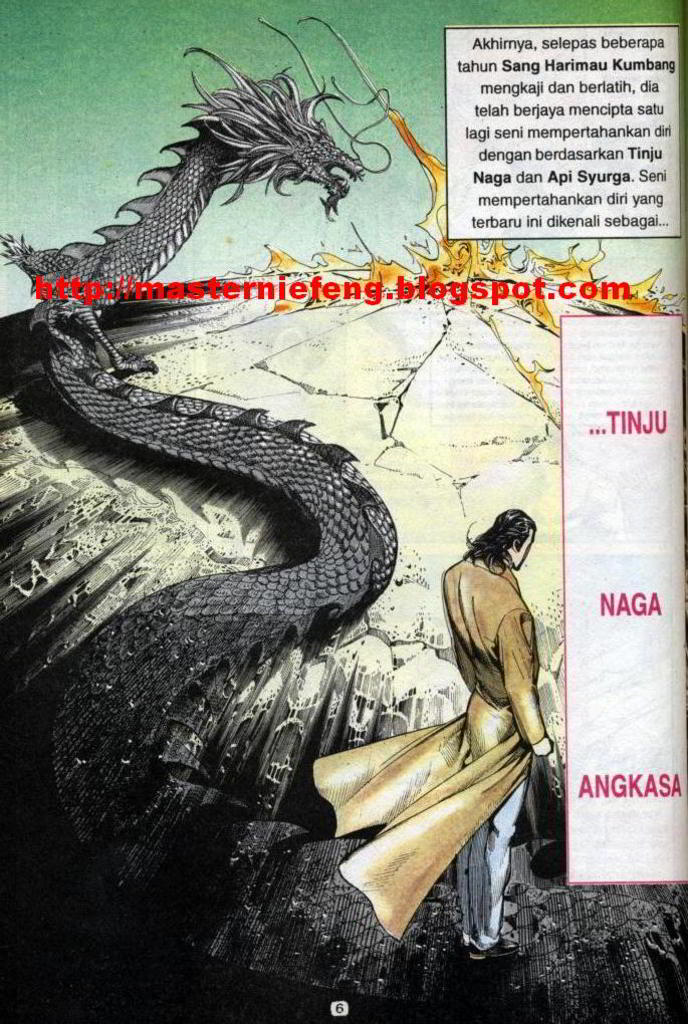 Akhirnya, selepas beberapa
tahun Sang Harimau Kumbang
mengkaji dan berlatih, dia
telah berjaya mencipta satu
lagi seni mempertahankan diri
dengan berdasarkan Tinju
Naga dan Api Syurga. Seni
mempertahankan diri yang
terbaru ini dikenali sebagai...
http://masterniefeng.blogspot.com
...TINJU
NAGA
ANGKASA
6